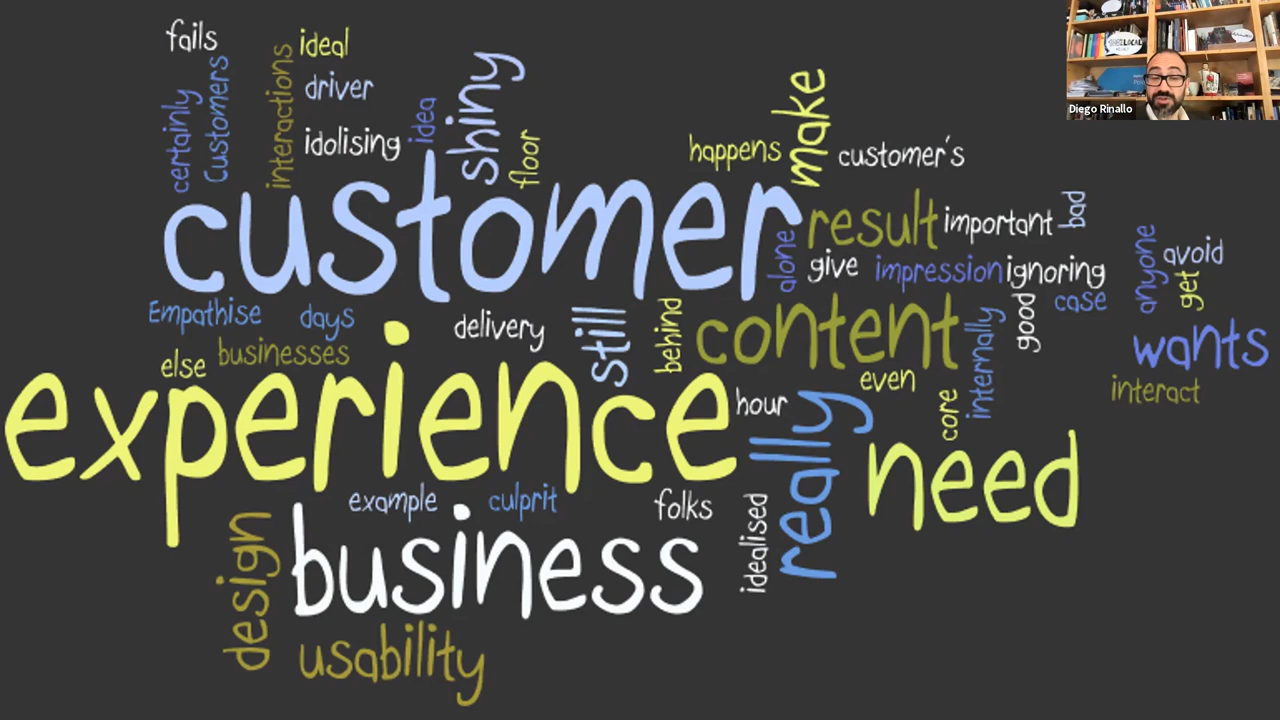 fails
ideal
certainly
Customers
interactions
driver
idolising
idea
shiny
floor
happens
make
customer's
customer
alone
result
important
bad
give
impression
ignoring
anyone
avoid
get
Empathise
days
delivery
still
behind
content
internally
good
case
wants
else
businesses
even
interact
experience
hour
really
core
need
example
culprit
folks
idealised
design
business
usability
Diego Rinallo